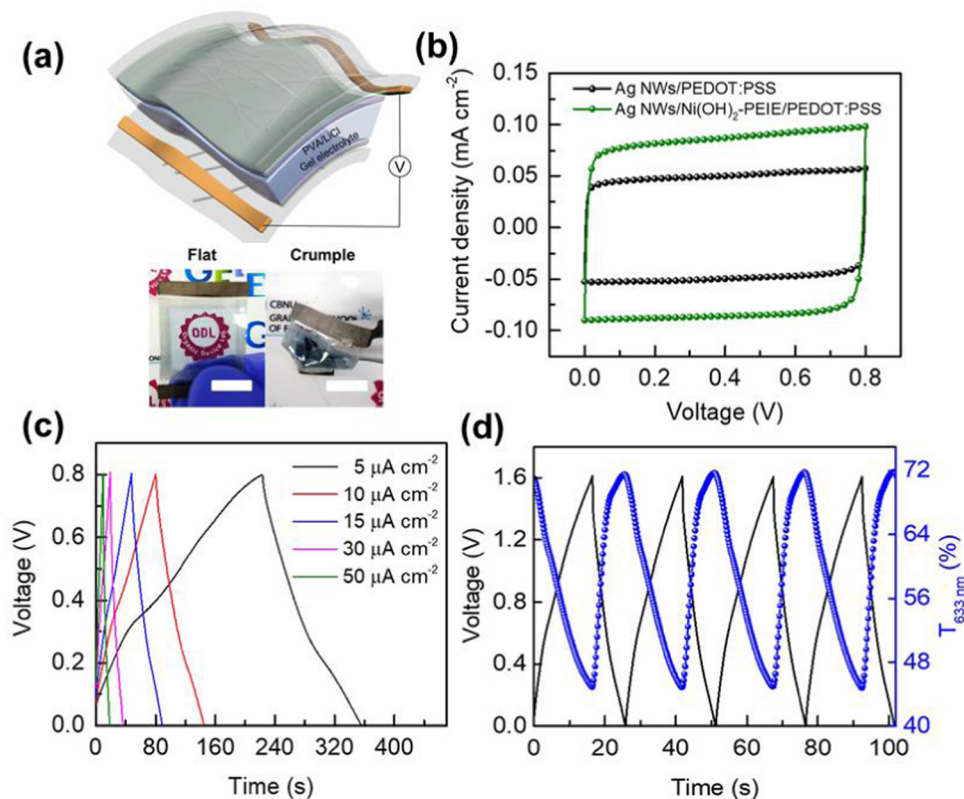 (a)
PVA/LiCl
Gel electrolyte
V
Flat
Crumple
ODL
Organic Device Lab
CBNU
(b)
Ag NWs/PEDOT:PSS
Ag NWs/Ni(OH)₂-PEIE/PEDOT:PSS
Current density (mA cm⁻²)
0.15
0.10
0.05
0.00
-0.05
-0.10
0.0 0.2 0.4 0.6 0.8
Voltage (V)
(c)
5 μA cm⁻²
10 μA cm⁻²
15 μA cm⁻²
30 μA cm⁻²
50 μA cm⁻²
Voltage (V)
0.8
0.6
0.4
0.2
0.0
0 80 160 240 320 400
Time (s)
(d)
Voltage (V)
1.6
1.2
0.8
0.4
0.0
72
64
56
48
40
T₆₃₃ ₙₘ (%)
0 20 40 60 80 100
Time (s)